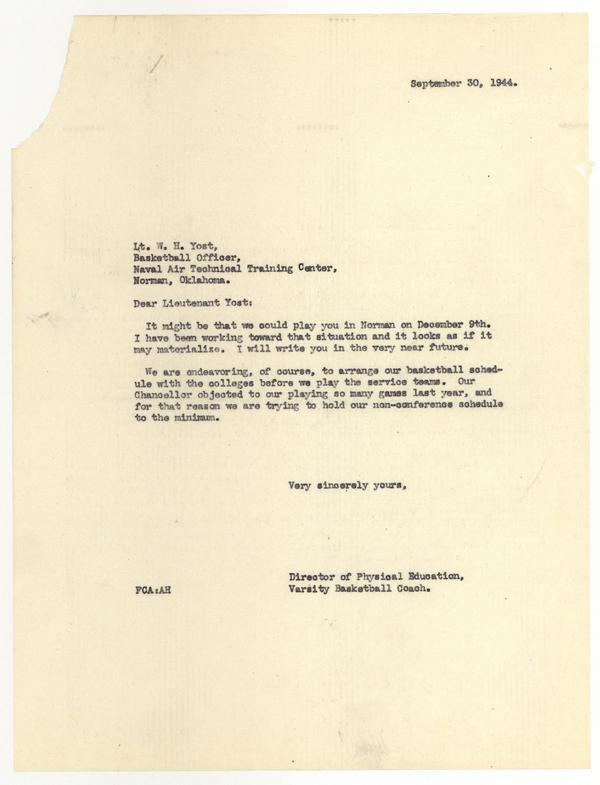 September 30, 1944.
Lt. W. H. Yost,
Basketball Officer,
Naval Air Technical Training Center,
Norman, Oklahoma.
Dear Lieutenant Yost:
It might be that we could play you in Norman on December 9th.
I have been working toward that situation and it looks as if it
may materialize. I will write you in the very near future.
We are endeavoring, of course, to arrange our basketball sched-
ule with the colleges before we play the service teams. Our
Chancellor objected to our playing so many games last year, and
for that reason we are trying to hold our non-conference schedule
to the minimum.
Very sincerely yours,
Director of Physical Education,
FCA:AH Varsity Basketball Coach.